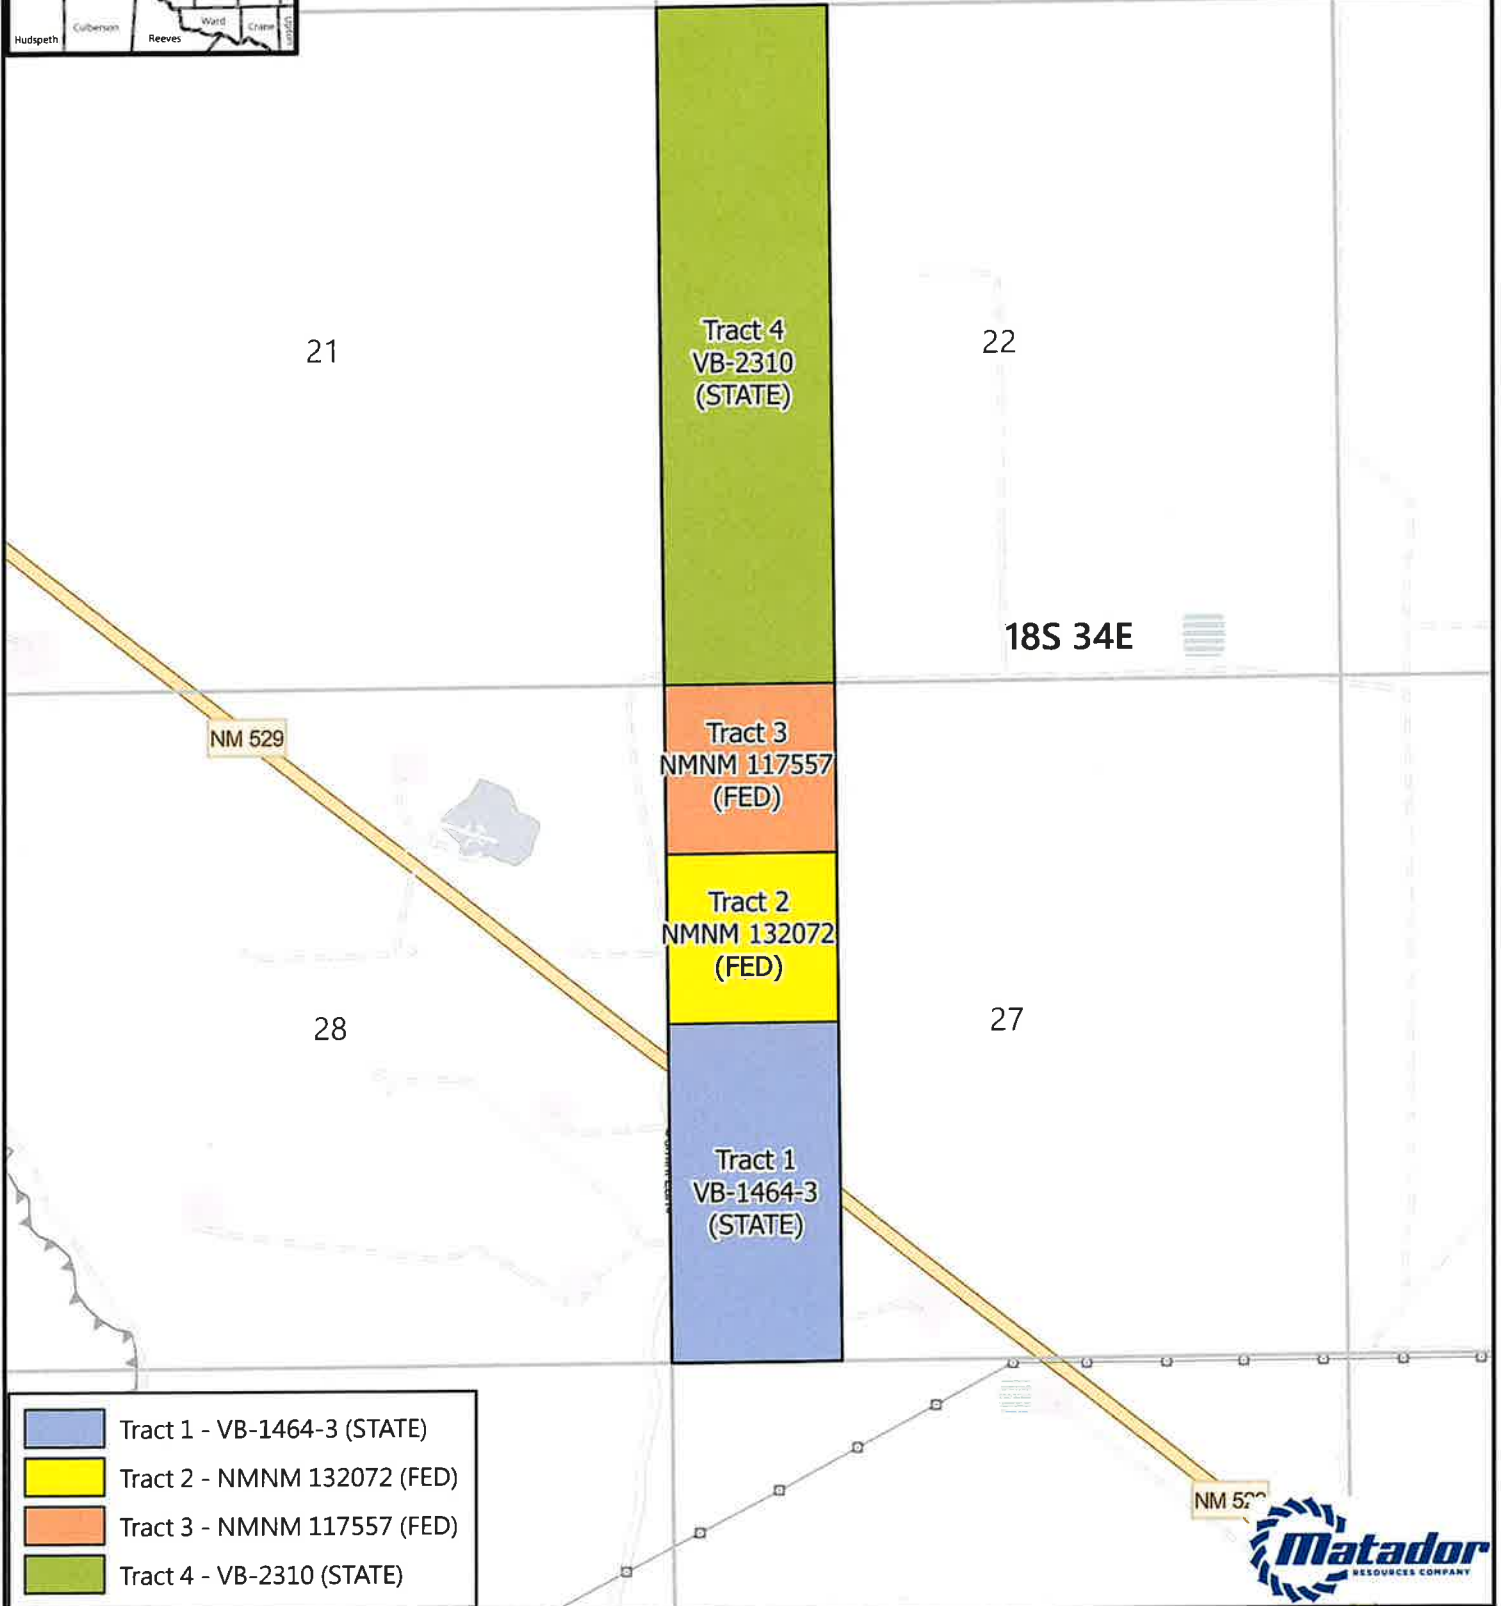 Culberson
Ward
Crane
Upton
Hudspeth
Reeves
21
Tract 4
VB-2310
(STATE)
22
18S 34E
NM 529
Tract 3
NMNM 117557
(FED)
Tract 2
NMNM 132072
(FED)
28
27
Tract 1
VB-1464-3
(STATE)
Tract 1 - VB-1464-3 (STATE)
Tract 2 - NMNM 132072 (FED)
Tract 3 - NMNM 117557 (FED)
Tract 4 - VB-2310 (STATE)
NM
Matador
RESOURCES COMPANY